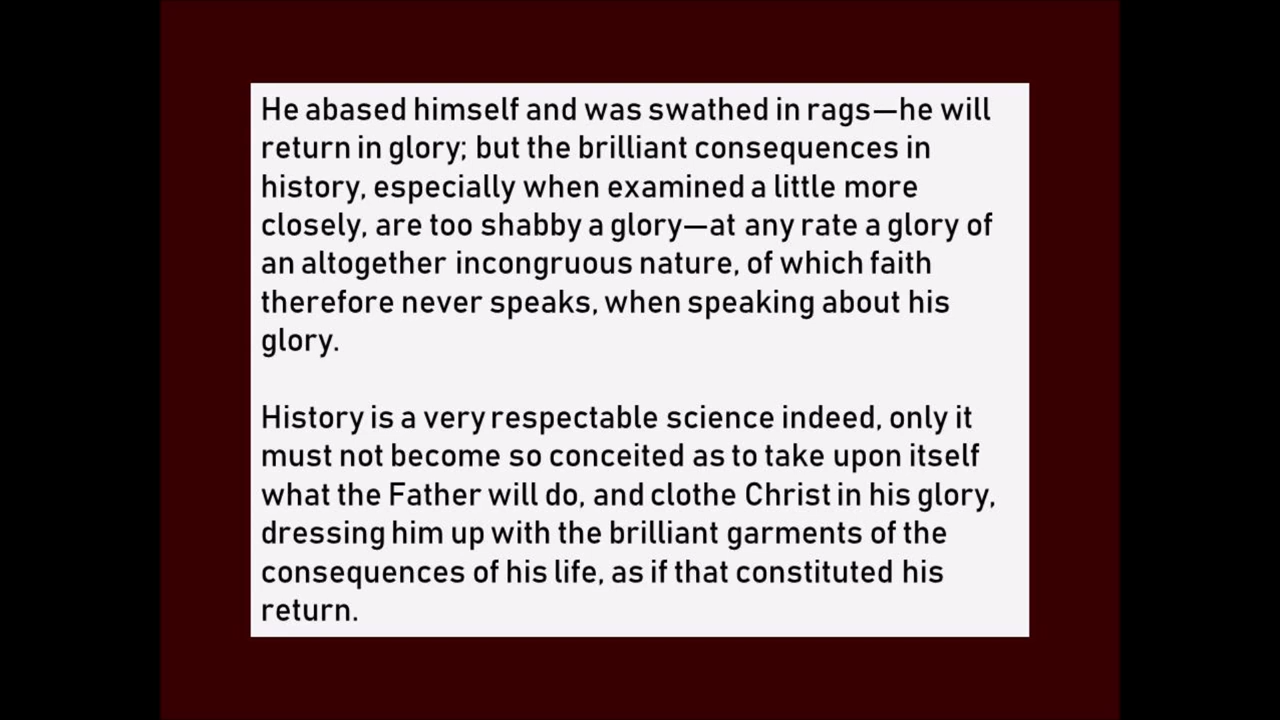 He abased himself and was swathed in rags—he will
return in glory; but the brilliant consequences in
history, especially when examined a little more
closely, are too shabby a glory—at any rate a glory of
an altogether incongruous nature, of which faith
therefore never speaks, when speaking about his
glory.
History is a very respectable science indeed, only it
must not become so conceited as to take upon itself
what the Father will do, and clothe Christ in his glory,
dressing him up with the brilliant garments of the
consequences of his life, as if that constituted his
return.